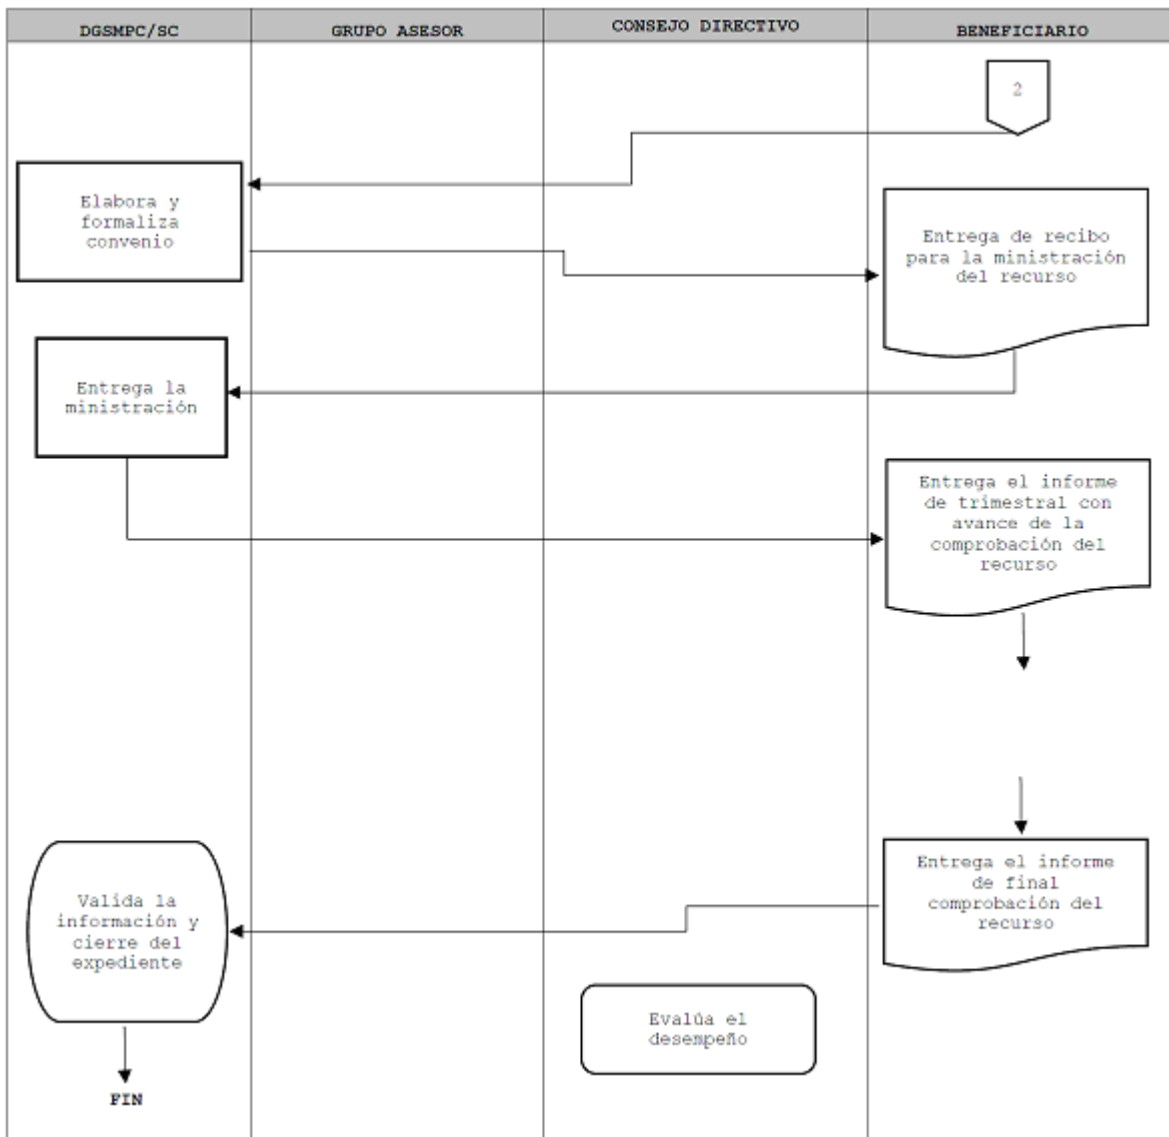 DGSMPC/SC
GRUPO ASESOR
CONSEJO DIRECTIVO
BENEFICIARIO
2
Elabora y
formaliza
convenio
Entrega de recibo
para la ministración
del recurso
Entrega la
ministración
Entrega el informe
de trimestral con
avance de la
comprobación del
recurso
Entrega el informe
de final
comprobación del
recurso
Valida la
información y
cierre del
expediente
Evalúa el
desempeño
FIN